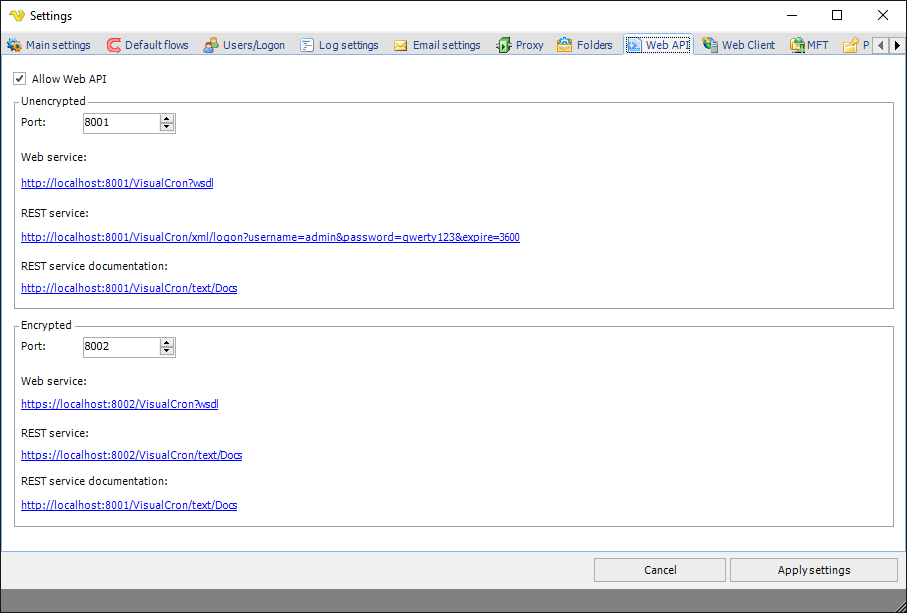 Settings
Main settings Default flows Users/Logon Log settings Email settings Proxy Folders Web API Web Client MFT P
Allow Web API
Unencrypted
Port: 8001
Web service:
http://localhost:8001/VisualCron?wsdl
REST service:
http://localhost:8001/VisualCron/xml/logon?username=admin&password=qwerty123&expire=3600
REST service documentation:
http://localhost:8001/VisualCron/text/Docs
Encrypted
Port: 8002
Web service:
https://localhost:8002/VisualCron?wsdl
REST service:
https://localhost:8002/VisualCron/text/Docs
REST service documentation:
http://localhost:8001/VisualCron/text/Docs
Cancel Apply settings